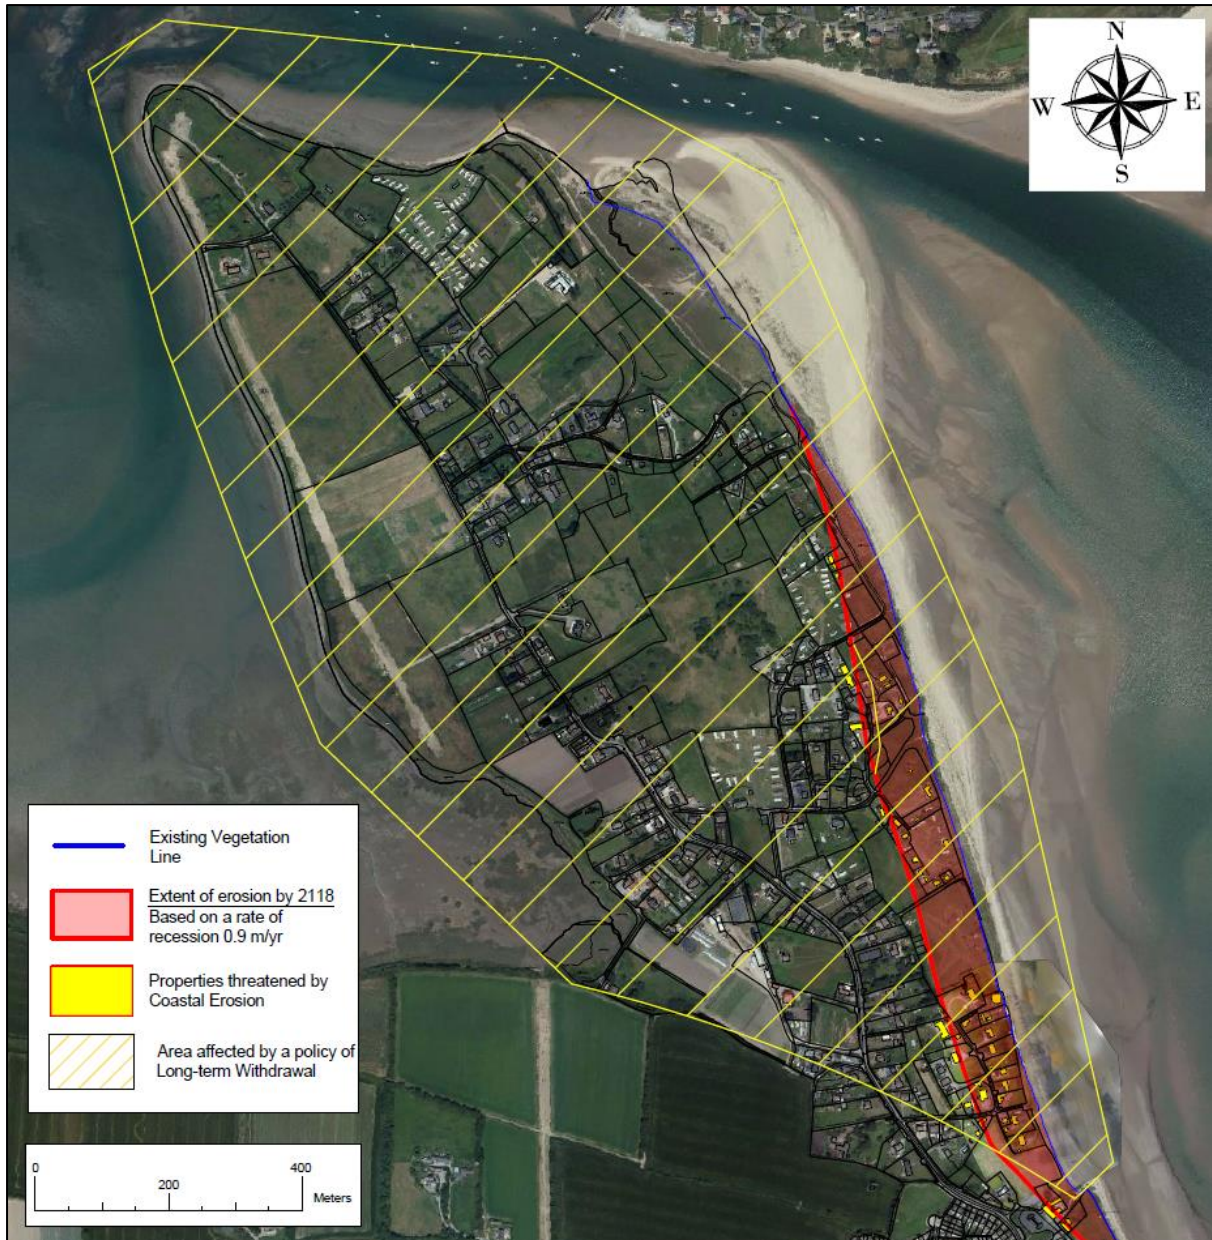 N
W
E
S
Existing Vegetation
Line
Extent of erosion by 2118
Based on a rate of
recession 0.9 m/yr
Properties threatened by
Coastal Erosion
Area affected by a policy of
Long-term Withdrawal
0
400
200
Meters